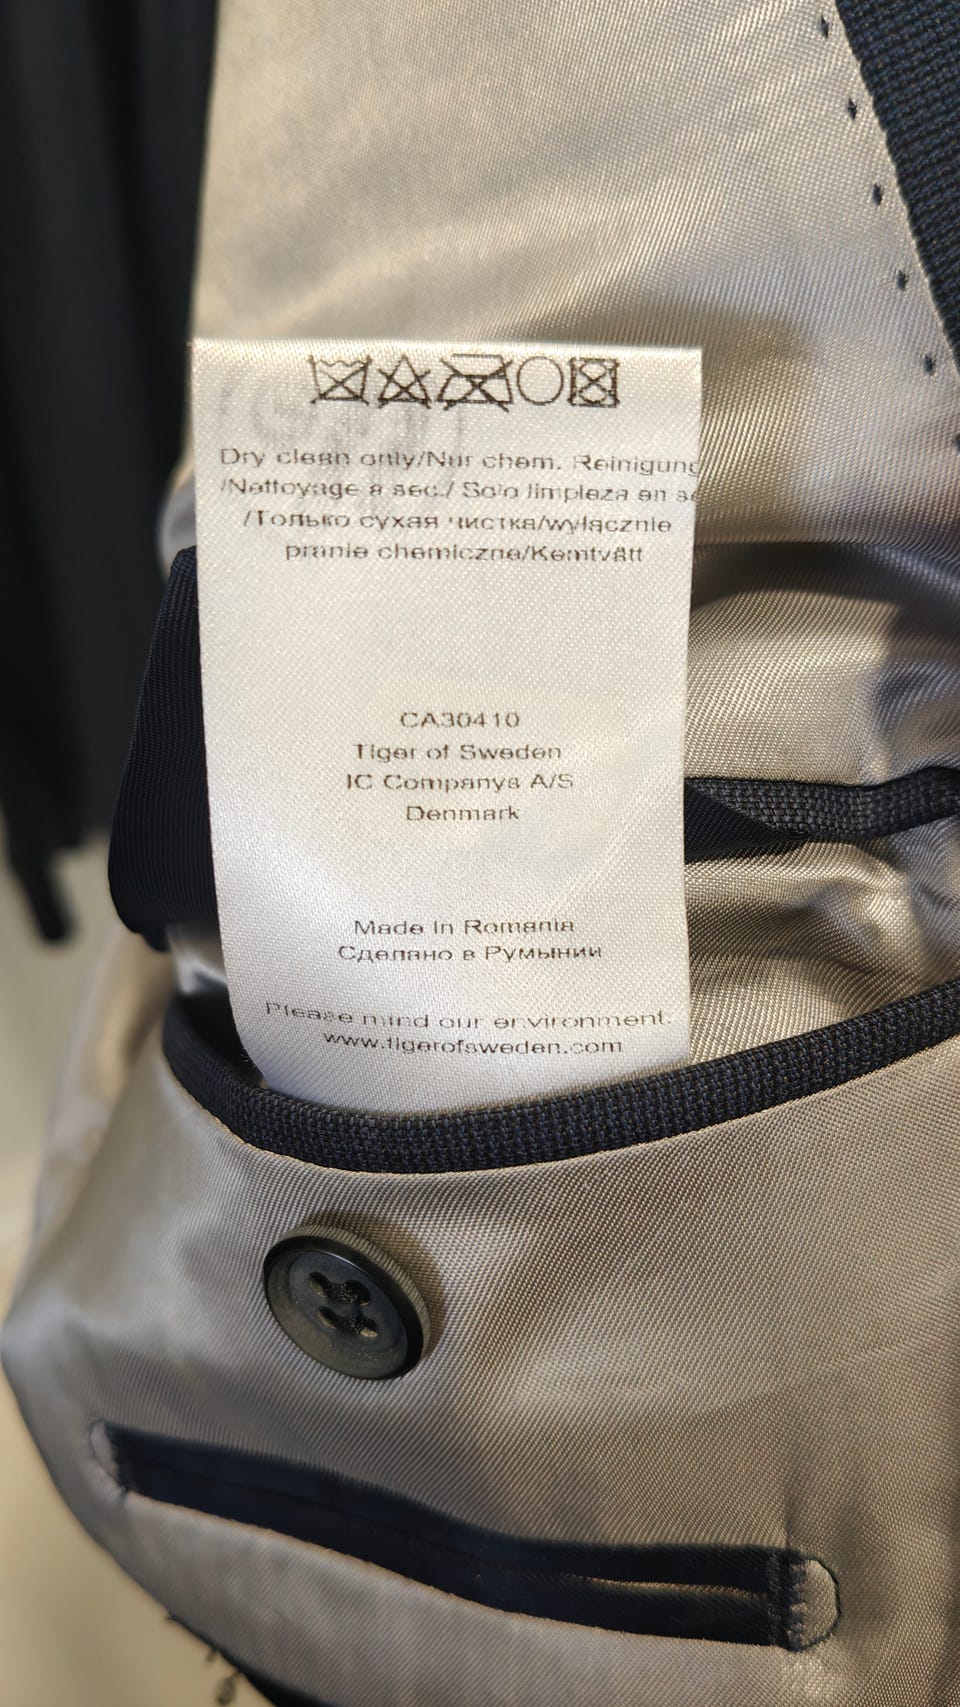 Dry clean only/Nur chem. Reinigung
/Nettoyage a sec./ Solo limpieza en se
/Только сухая чистка/wyłącznie
pranie chemiczne/Kemtvätt
CA30410
Tiger of Sweden
IC Companys A/S
Denmark
Made In Romania
Сделано в Румынии
Please mind our environment.
www.tigerofsweden.com